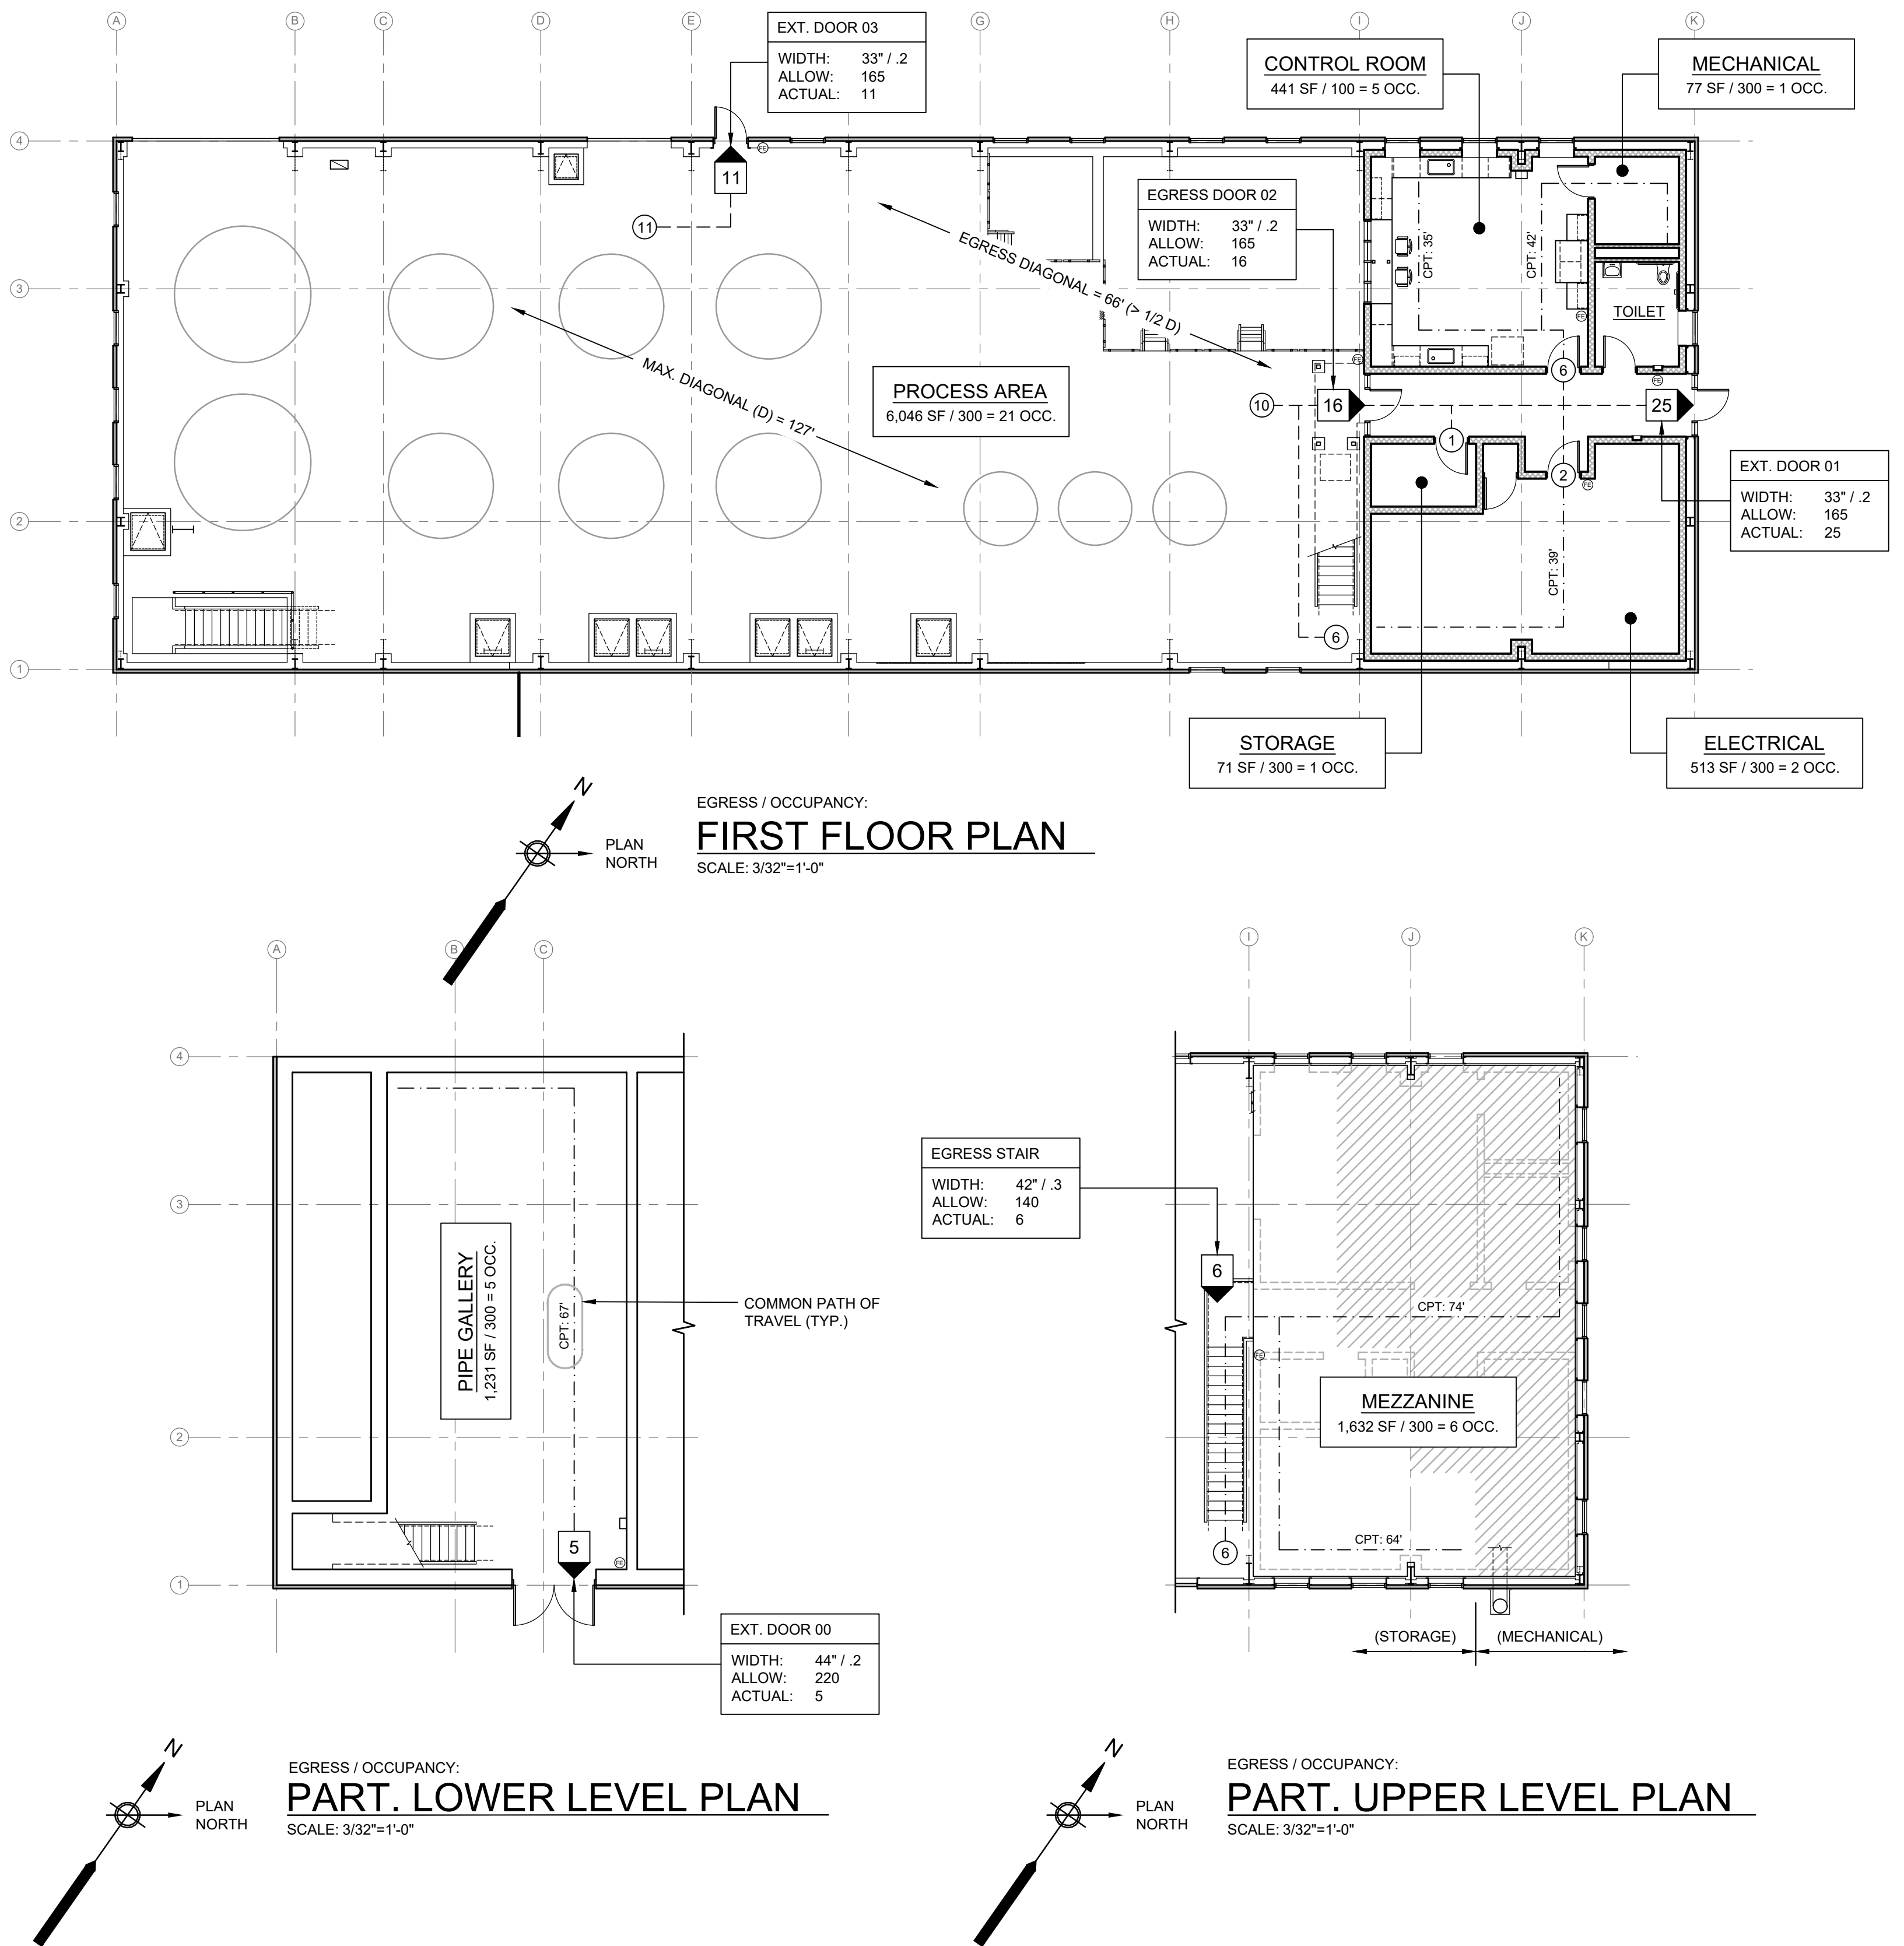 A
B
C
D
E
G
H
I
J
K
EXT. DOOR 03
WIDTH: 33" / .2
ALLOW: 165
ACTUAL: 11
CONTROL ROOM
441 SF / 100 = 5 OCC.
MECHANICAL
77 SF / 300 = 1 OCC.
4
FE
11
11
EGRESS DOOR 02
WIDTH: 33" / .2
ALLOW: 165
ACTUAL: 16
EGRESS DIAGONAL = 66' (> 1/2 D)
CPT: 35'
CPT: 42'
3
TOILET
FE
MAX. DIAGONAL (D) = 127'
PROCESS AREA
6,046 SF / 300 = 21 OCC.
FE
6
FE
10
16
25
1
2
FE
EXT. DOOR 01
WIDTH: 33" / .2
ALLOW: 165
ACTUAL: 25
2
CPT: 39'
6
1
STORAGE
71 SF / 300 = 1 OCC.
ELECTRICAL
513 SF / 300 = 2 OCC.
N
PLAN
NORTH
EGRESS / OCCUPANCY:
FIRST FLOOR PLAN
SCALE: 3/32"=1'-0"
A
B
C
4
3
PIPE GALLERY
1,231 SF / 300 = 5 OCC.
CPT: 67'
COMMON PATH OF
TRAVEL (TYP.)
2
5
FE
1
EXT. DOOR 00
WIDTH: 44" / .2
ALLOW: 220
ACTUAL: 5
N
PLAN
NORTH
EGRESS / OCCUPANCY:
PART. LOWER LEVEL PLAN
SCALE: 3/32"=1'-0"
I
J
K
EGRESS STAIR
WIDTH: 42" / .3
ALLOW: 140
ACTUAL: 6
6
CPT: 74'
FE
MEZZANINE
1,632 SF / 300 = 6 OCC.
CPT: 64'
6
(STORAGE)
(MECHANICAL)
N
PLAN
NORTH
EGRESS / OCCUPANCY:
PART. UPPER LEVEL PLAN
SCALE: 3/32"=1'-0"